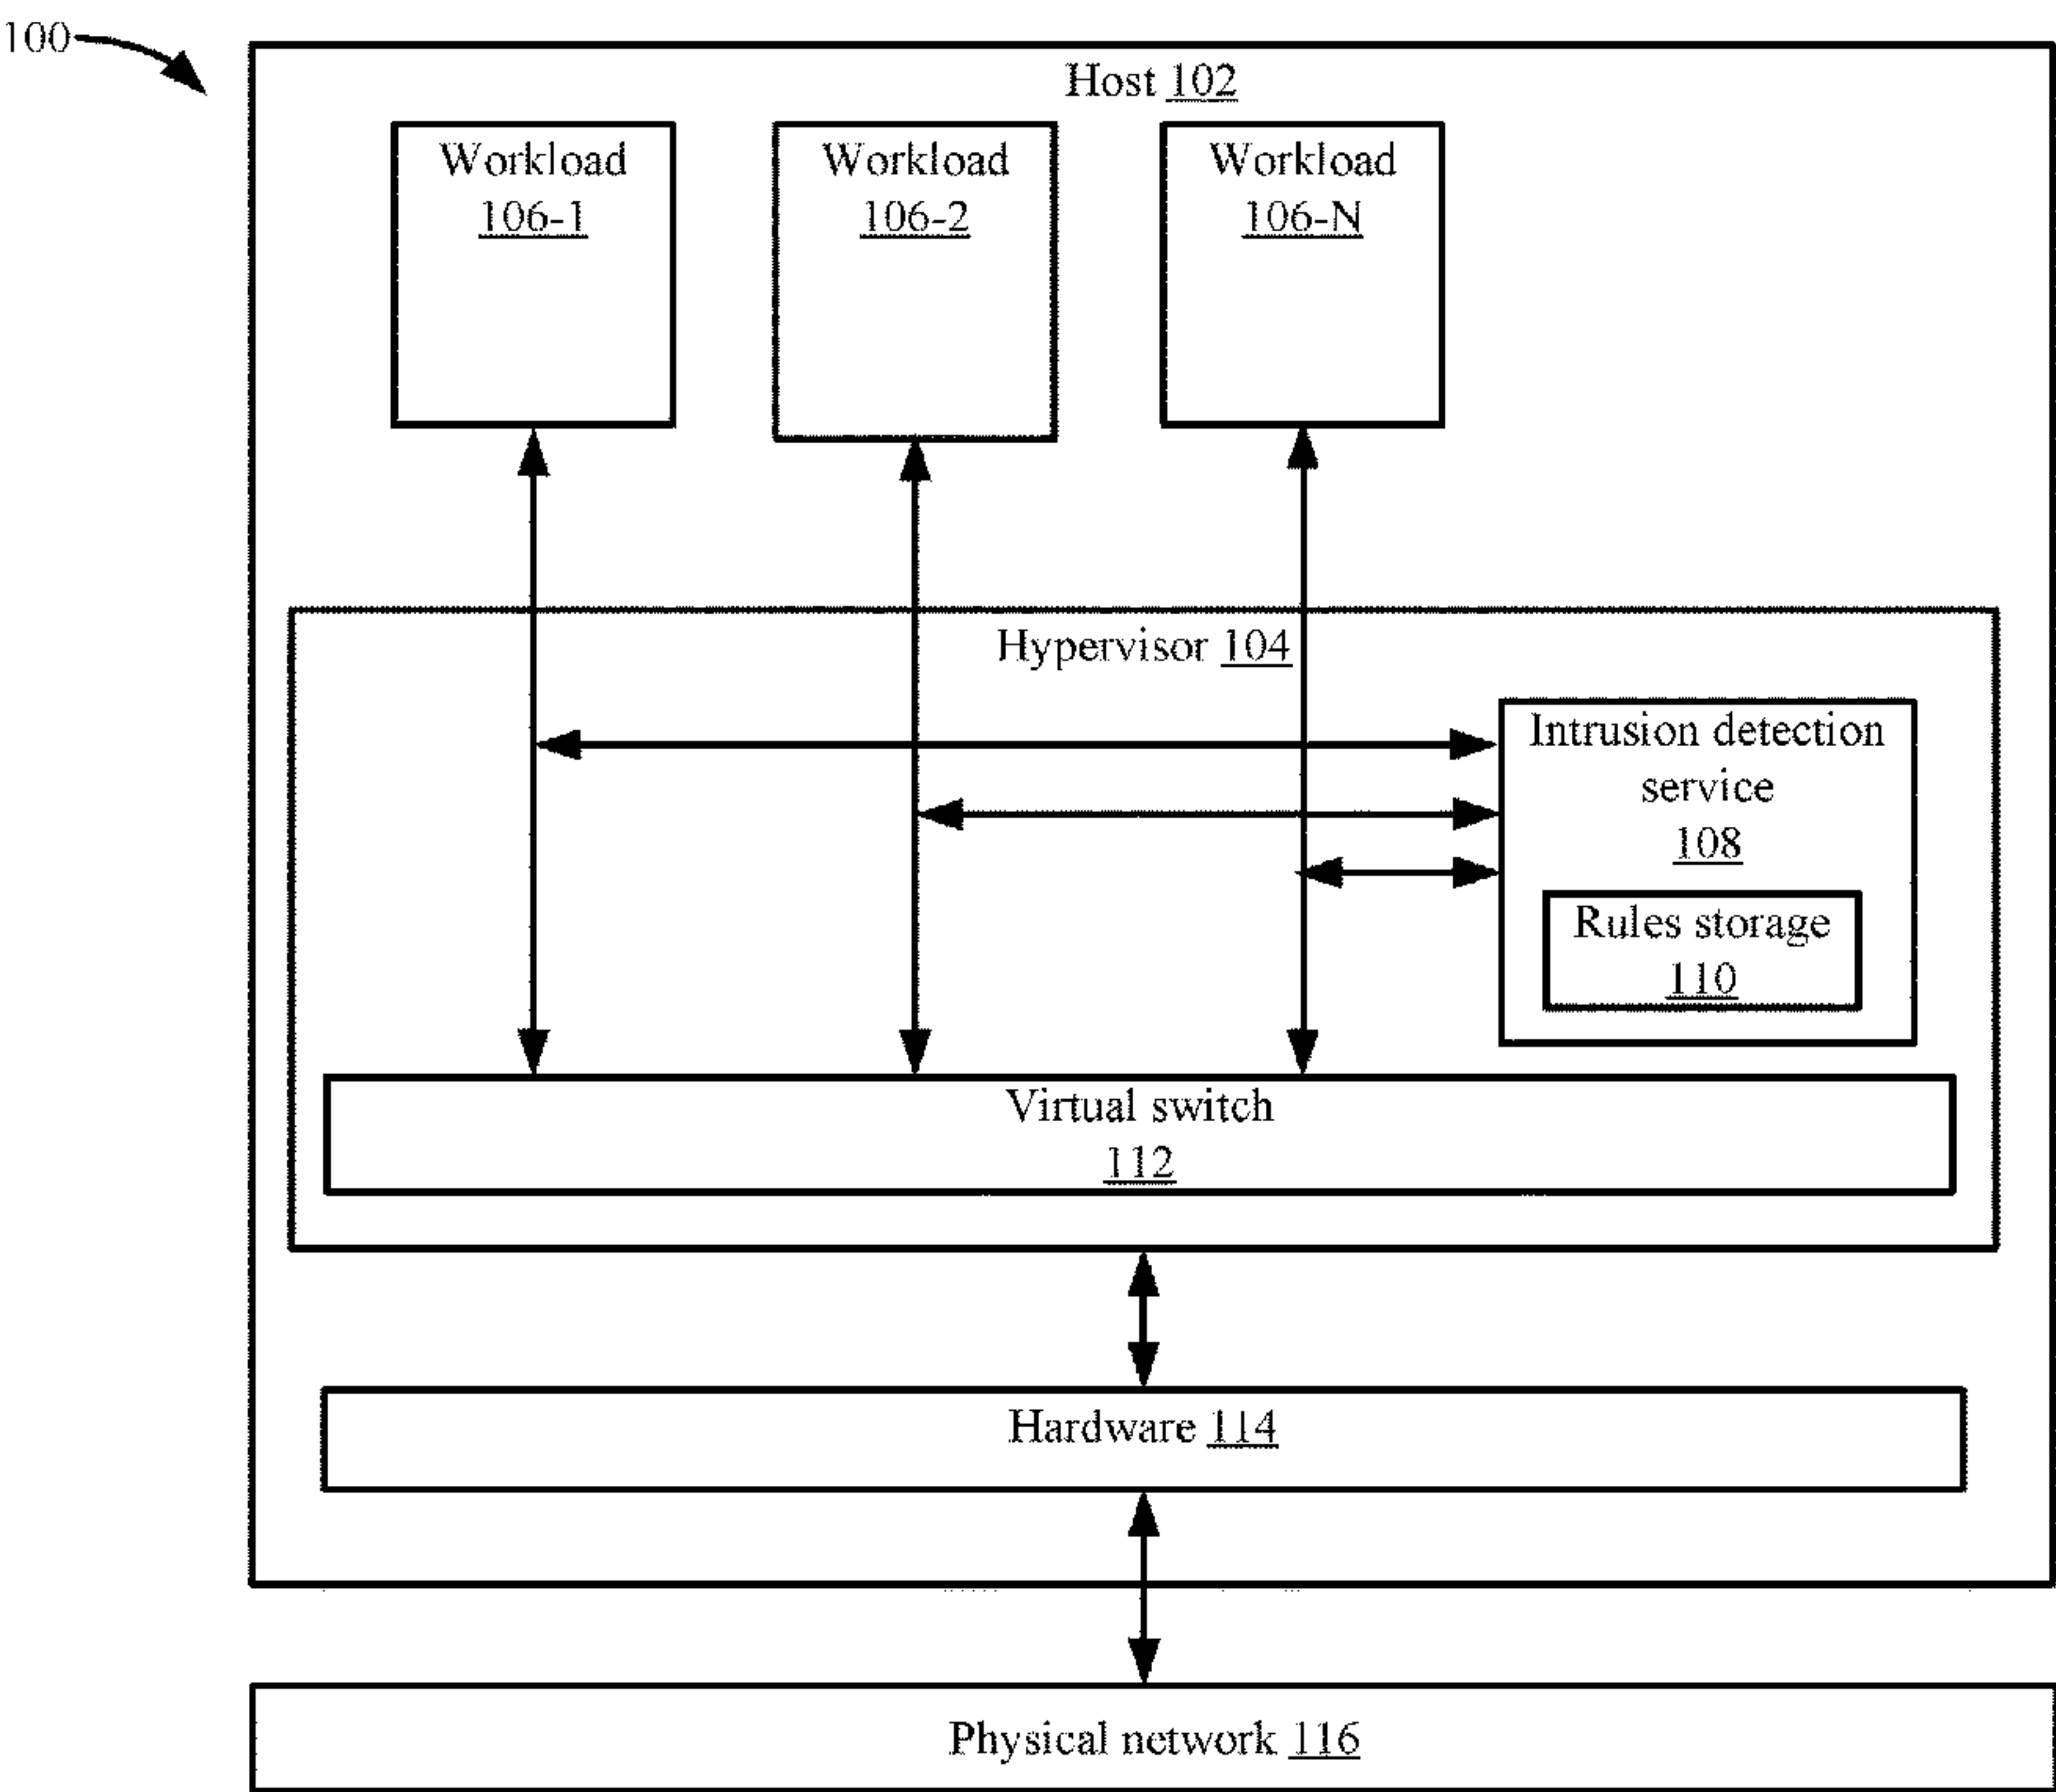 100
Host 102
Workload
106-1
Workload
106-2
Workload
106-N
Hypervisor 104
Intrusion detection
service
108
Rules storage
110
Virtual switch
112
Hardware 114
Physical network 116